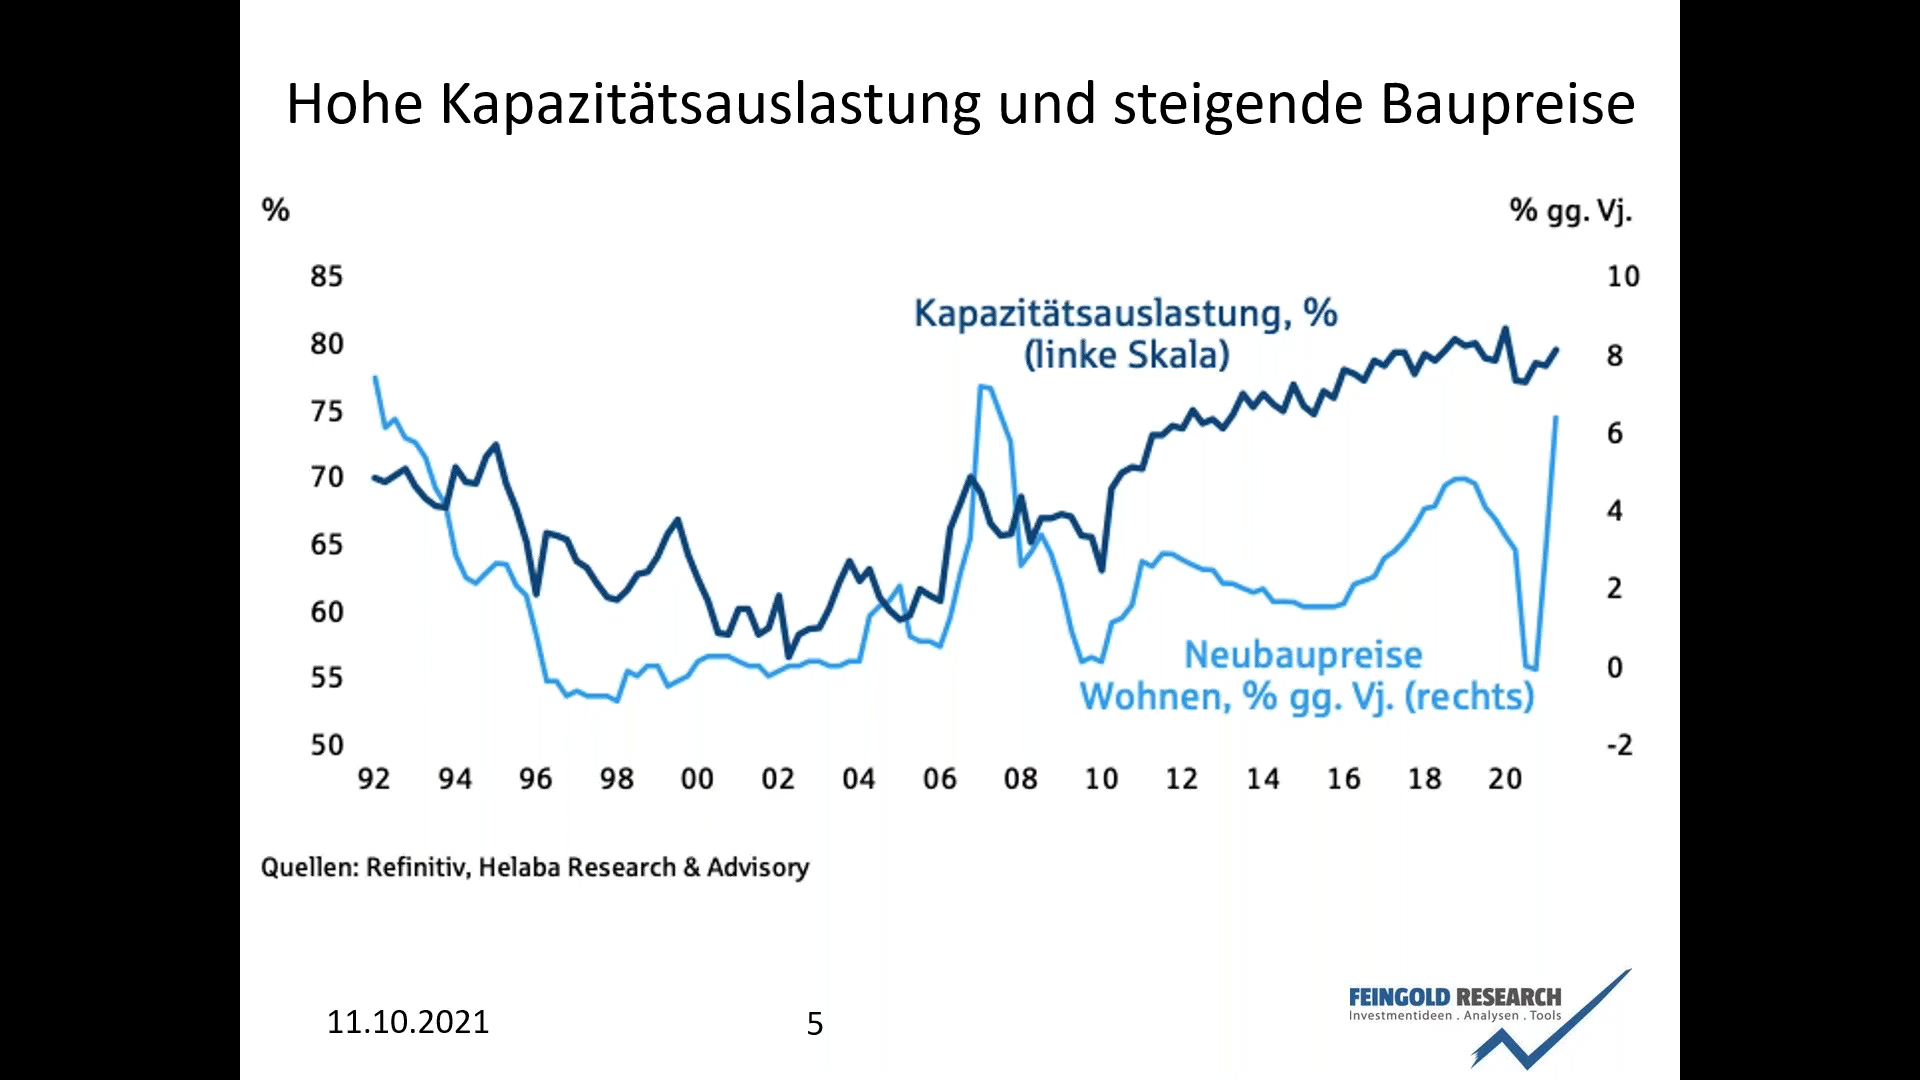 Hohe Kapazitätsauslastung und steigende Baupreise
%
% gg. Vj.
85
10
Kapazitätsauslastung, %
(linke Skala)
80
8
75
6
70
4
65
60
2
Neubaupreise
Wohnen, % gg. Vj. (rechts)
55
0
50
-2
92 94 96 98 00 02 04 06 08 10 12 14 16 18 20
Quellen: Refinitiv, Helaba Research & Advisory
11.10.2021
5
FEINGOLD RESEARCH
Investmentideen . Analysen . Tools